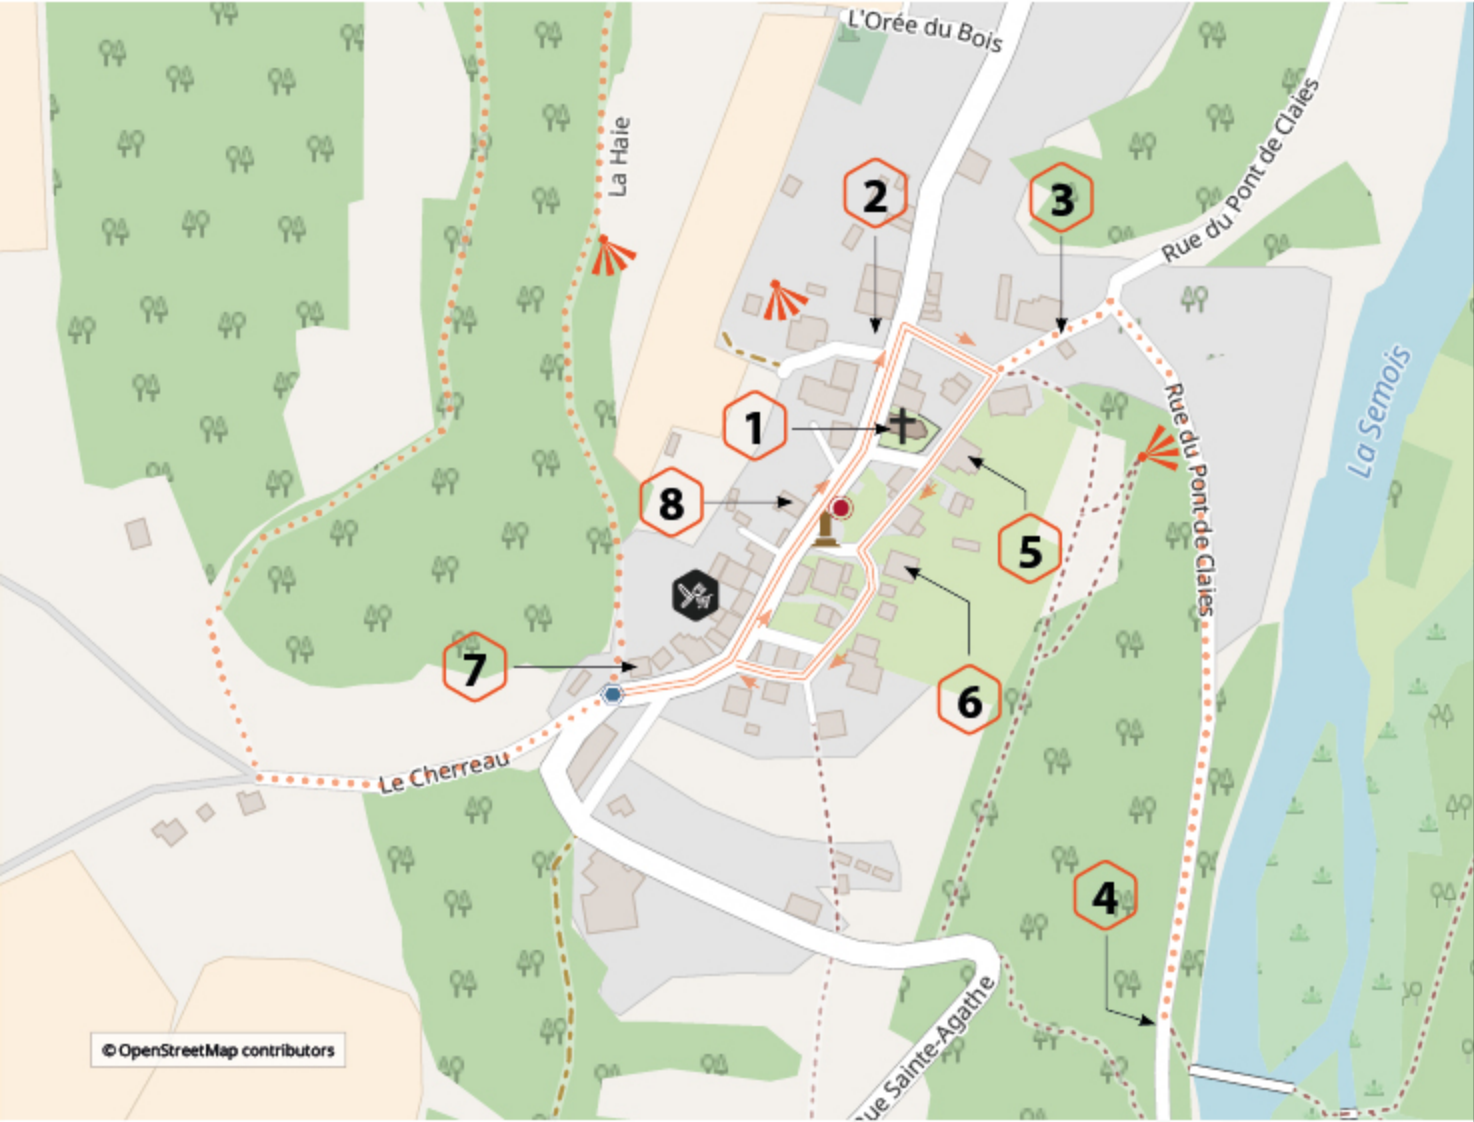 L'Orée du Bois
Rue du Pont de Claies
La Haie
2
3
La Semois
1
Rue du Pont de Claies
8
5
7
6
Le Cherreau
4
ue Sainte-Agathe
© OpenStreetMap contributors